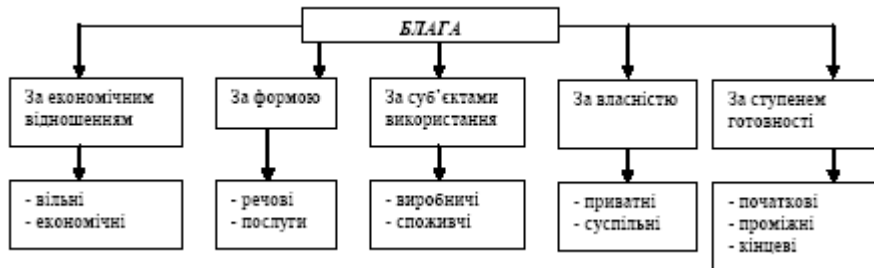 БЛАГА
За економічним
відношенням
За формою
За суб’єктами
використання
За власністю
За ступенем
готовності
- вільні
- економічні
- речові
- послуги
- виробничі
- споживчі
- приватні
- суспільні
- початкові
- проміжні
- кінцеві